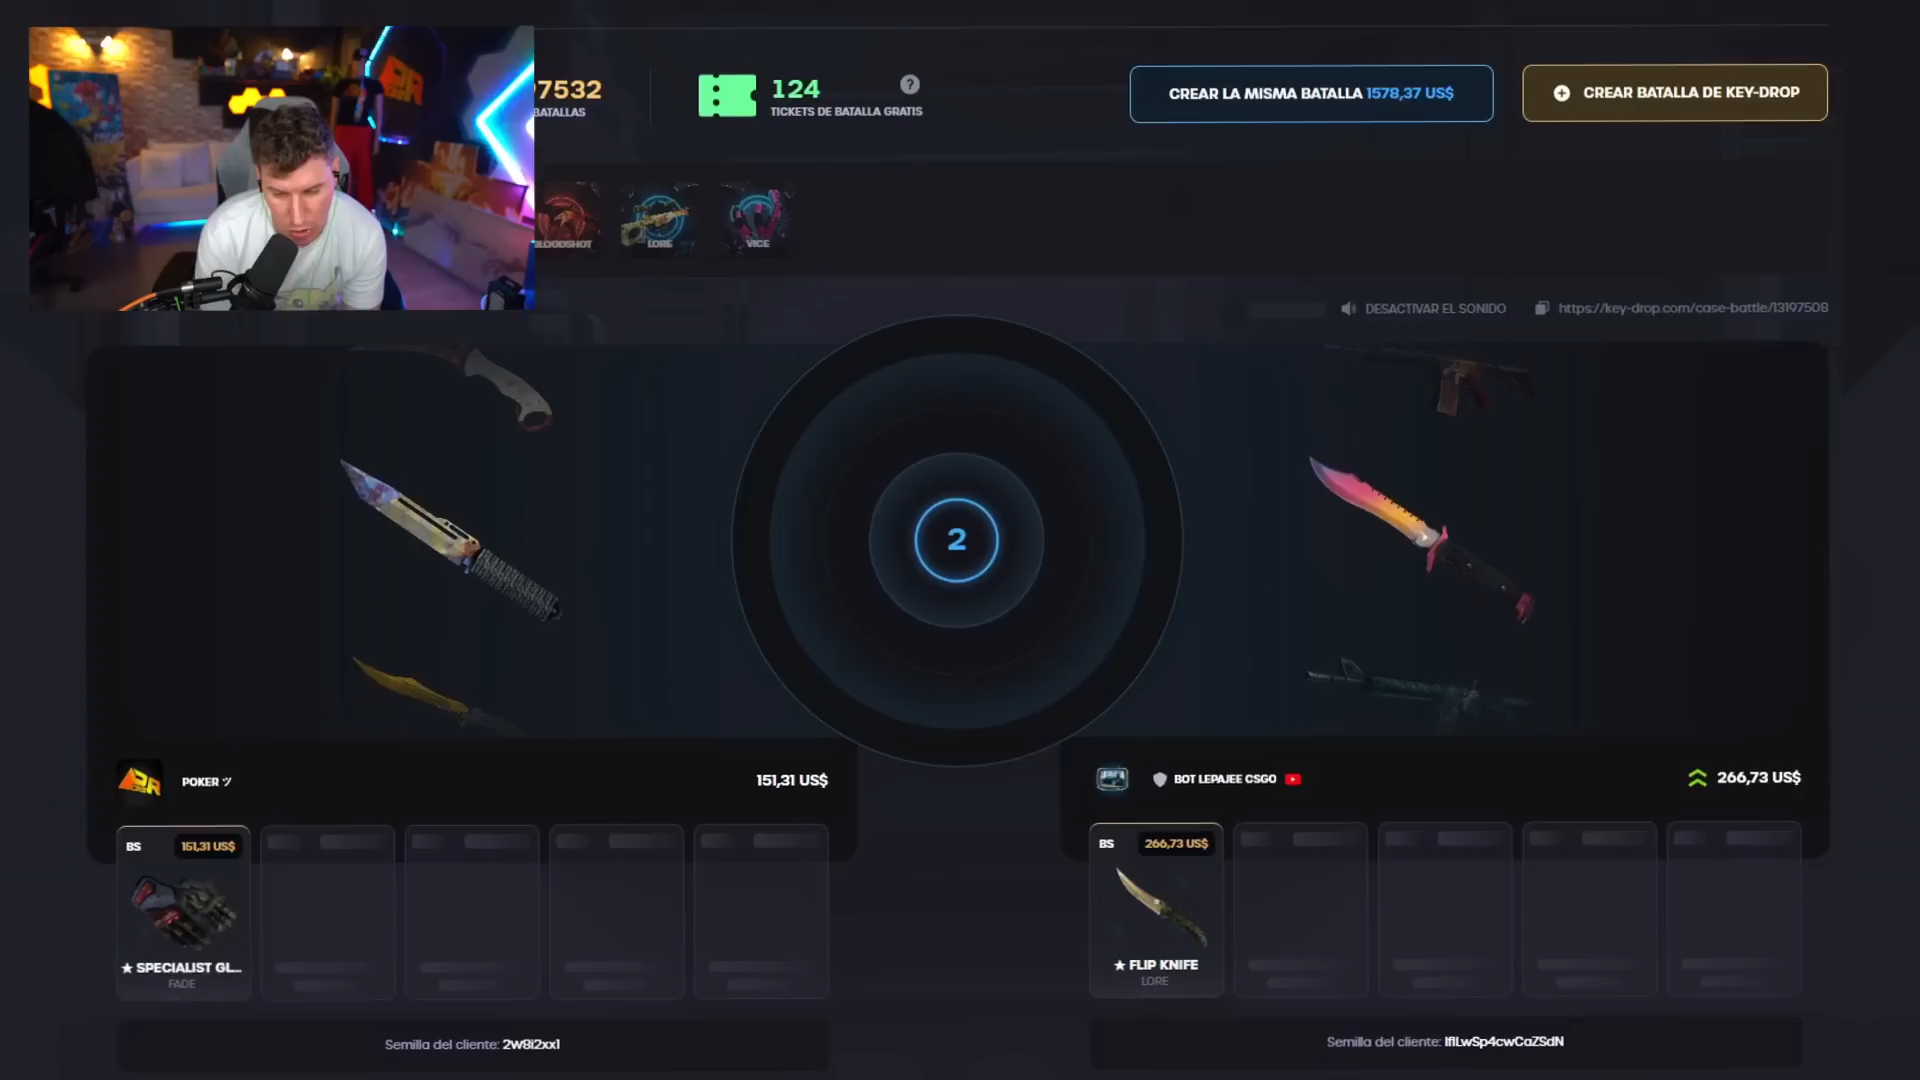 7532
BATALLAS
124
TICKETS DE BATALLA GRATIS
?
CREAR LA MISMA BATALLA 1578,37 US$
CREAR BATALLA DE KEY-DROP
BLOODSHOT
LORE
VICE
DESACTIVAR EL SONIDO
https://key-drop.com/case-battle/13197508
2
POKER ツ
151,31 US$
BOT LEPAJEE CSGO
266,73 US$
BS
151,31 US$
★ SPECIALIST GL...
FADE
BS
266,73 US$
★ FLIP KNIFE
LORE
Semilla del cliente: 2W8i2xx1
Semilla del cliente: IflLwSp4cwCaZSdN